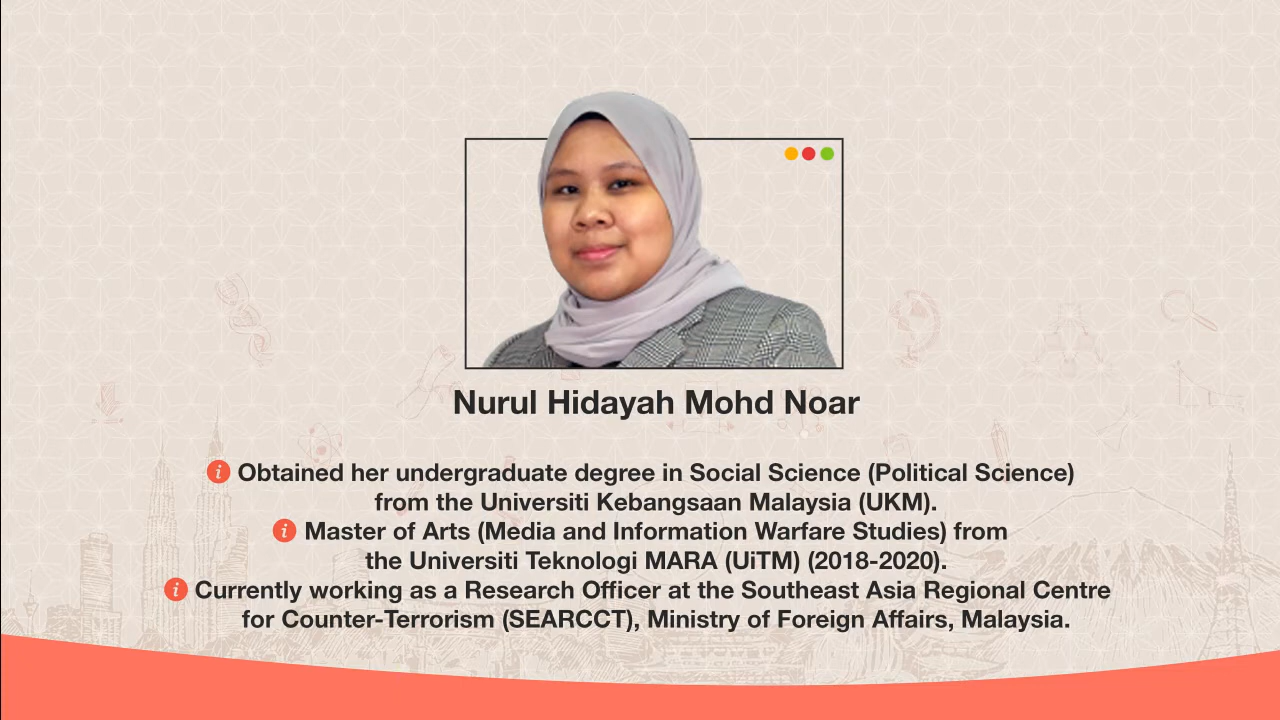 Nurul Hidayah Mohd Noar
i Obtained her undergraduate degree in Social Science (Political Science)
from the Universiti Kebangsaan Malaysia (UKM).
i Master of Arts (Media and Information Warfare Studies) from
the Universiti Teknologi MARA (UiTM) (2018-2020).
i Currently working as a Research Officer at the Southeast Asia Regional Centre
for Counter-Terrorism (SEARCCT), Ministry of Foreign Affairs, Malaysia.